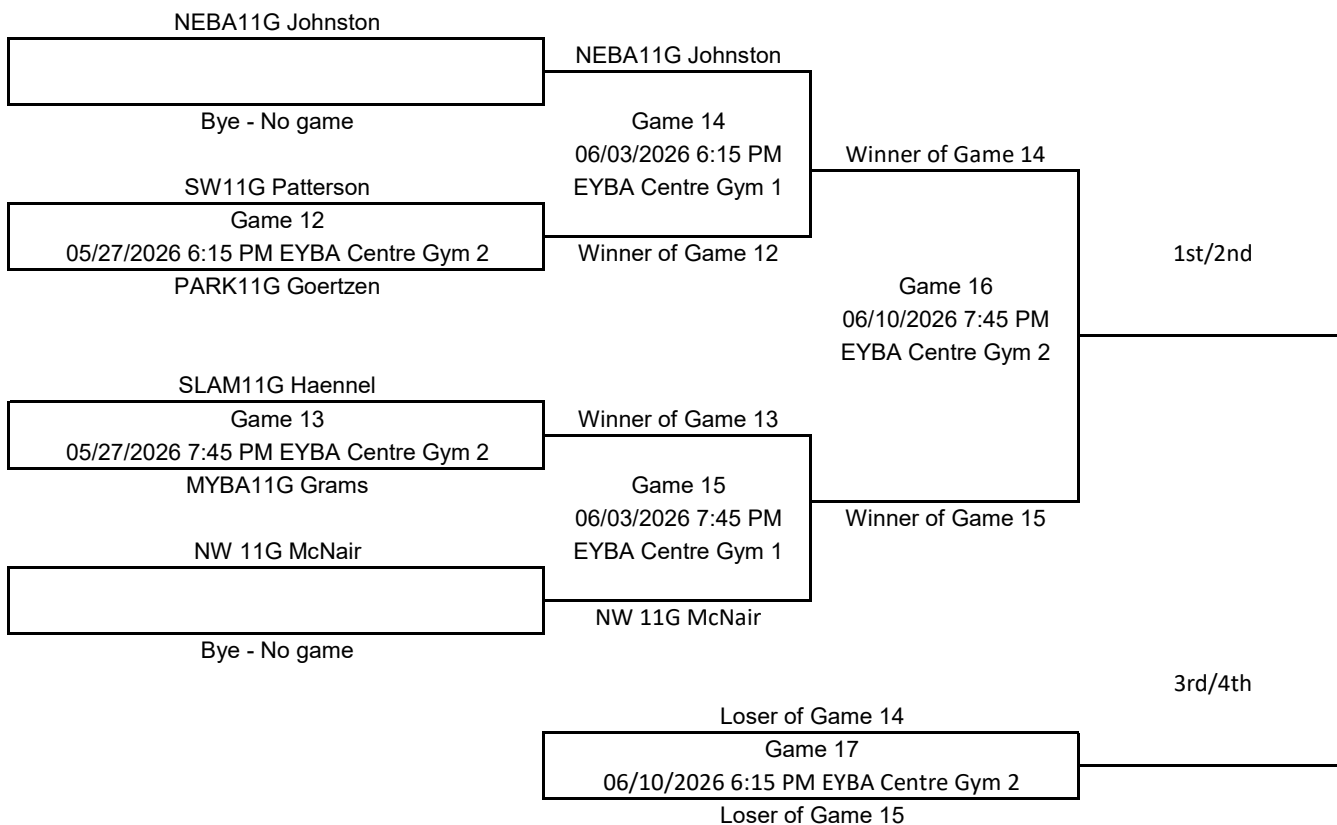 NEBA11G Johnston
Bye - No game
SW11G Patterson
Game 12
05/27/2026 6:15 PM EYBA Centre Gym 2
PARK11G Goertzen
SLAM11G Haennel
Game 13
05/27/2026 7:45 PM EYBA Centre Gym 2
MYBA11G Grams
NW 11G McNair
Bye - No game
NEBA11G Johnston
Game 14
06/03/2026 6:15 PM
EYBA Centre Gym 1
Winner of Game 12
Winner of Game 13
Game 15
06/03/2026 7:45 PM
EYBA Centre Gym 1
NW 11G McNair
Winner of Game 14
Game 16
06/10/2026 7:45 PM
EYBA Centre Gym 2
Winner of Game 15
1st/2nd
Loser of Game 14
Game 17
06/10/2026 6:15 PM EYBA Centre Gym 2
Loser of Game 15
3rd/4th